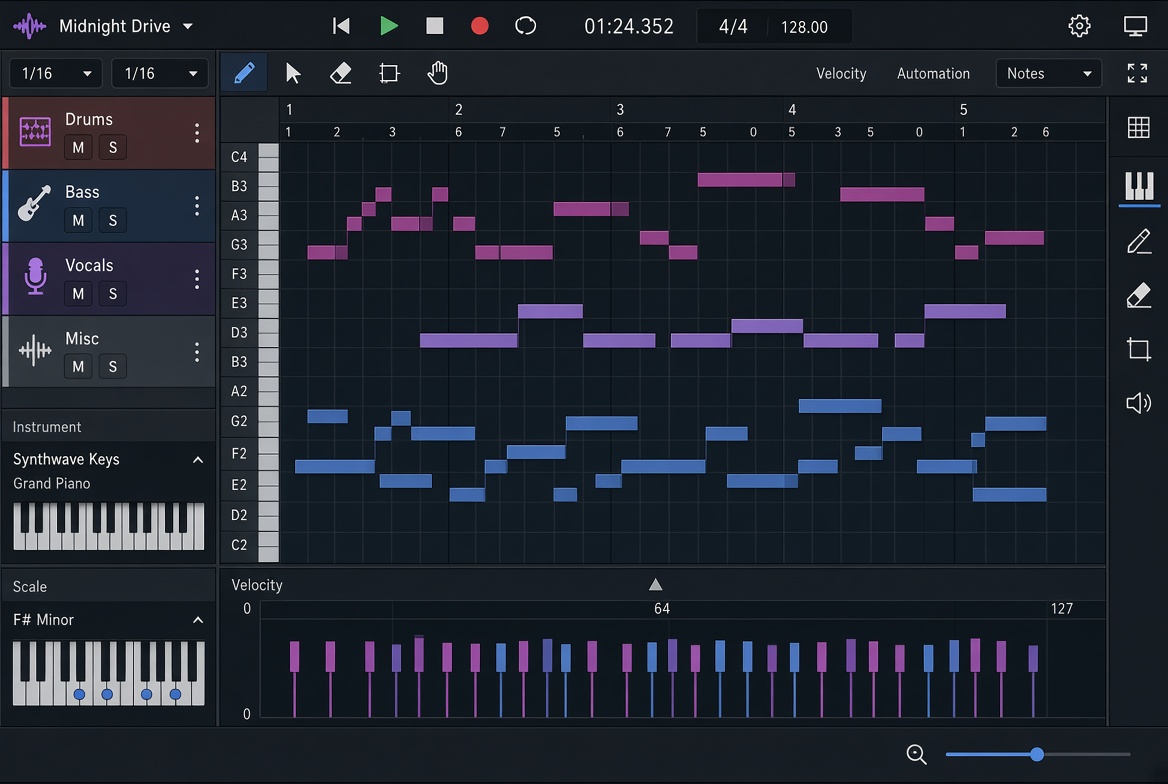 Midnight Drive
01:24.352
4/4
128.00
1/16
1/16
Velocity
Automation
Notes
Drums
M S
Bass
M S
Vocals
M S
Misc
M S
Instrument
Synthwave Keys
Grand Piano
Scale
F# Minor
1 2 3 4 5
1 2 3 6 7 5 6 7 5 0 5 3 5 0 1 2 6
C4
B3
A3
G3
F3
E3
D3
B3
A2
G2
F2
E2
D2
C2
Velocity
0 64 127
0